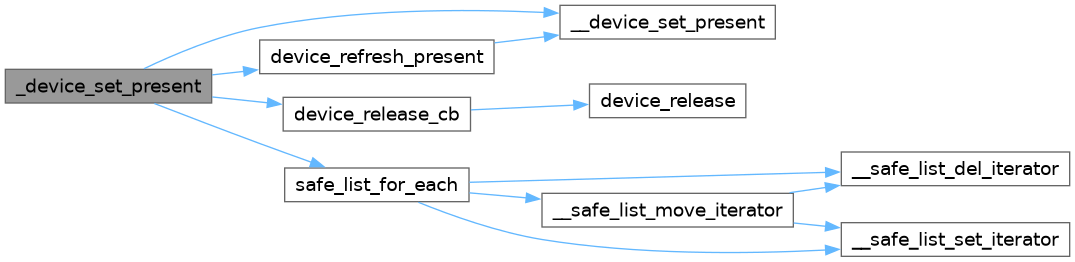 _device_set_present
__device_set_present
device_refresh_present
device_release_cb
device_release
safe_list_for_each
__safe_list_move_iterator
__safe_list_del_iterator
__safe_list_set_iterator